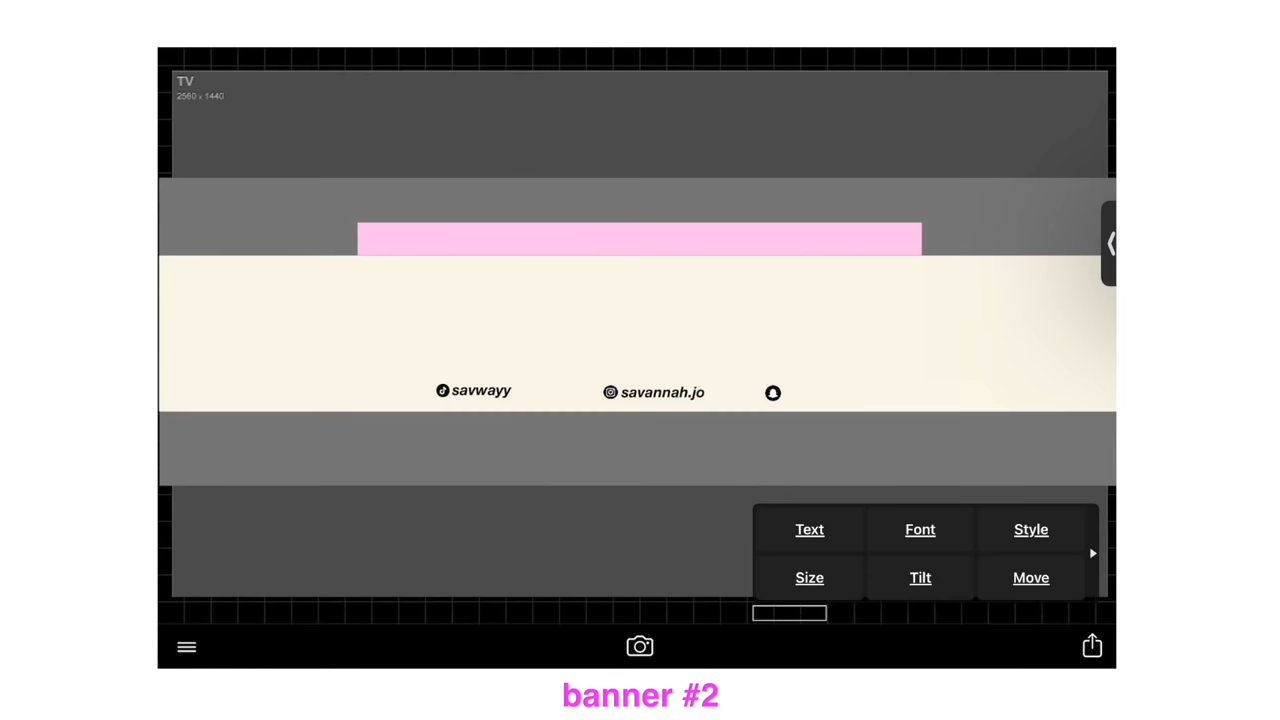 TV
2560 x 1440
savwayy
savannah.jo
Text
Font
Style
Size
Tilt
Move
banner #2